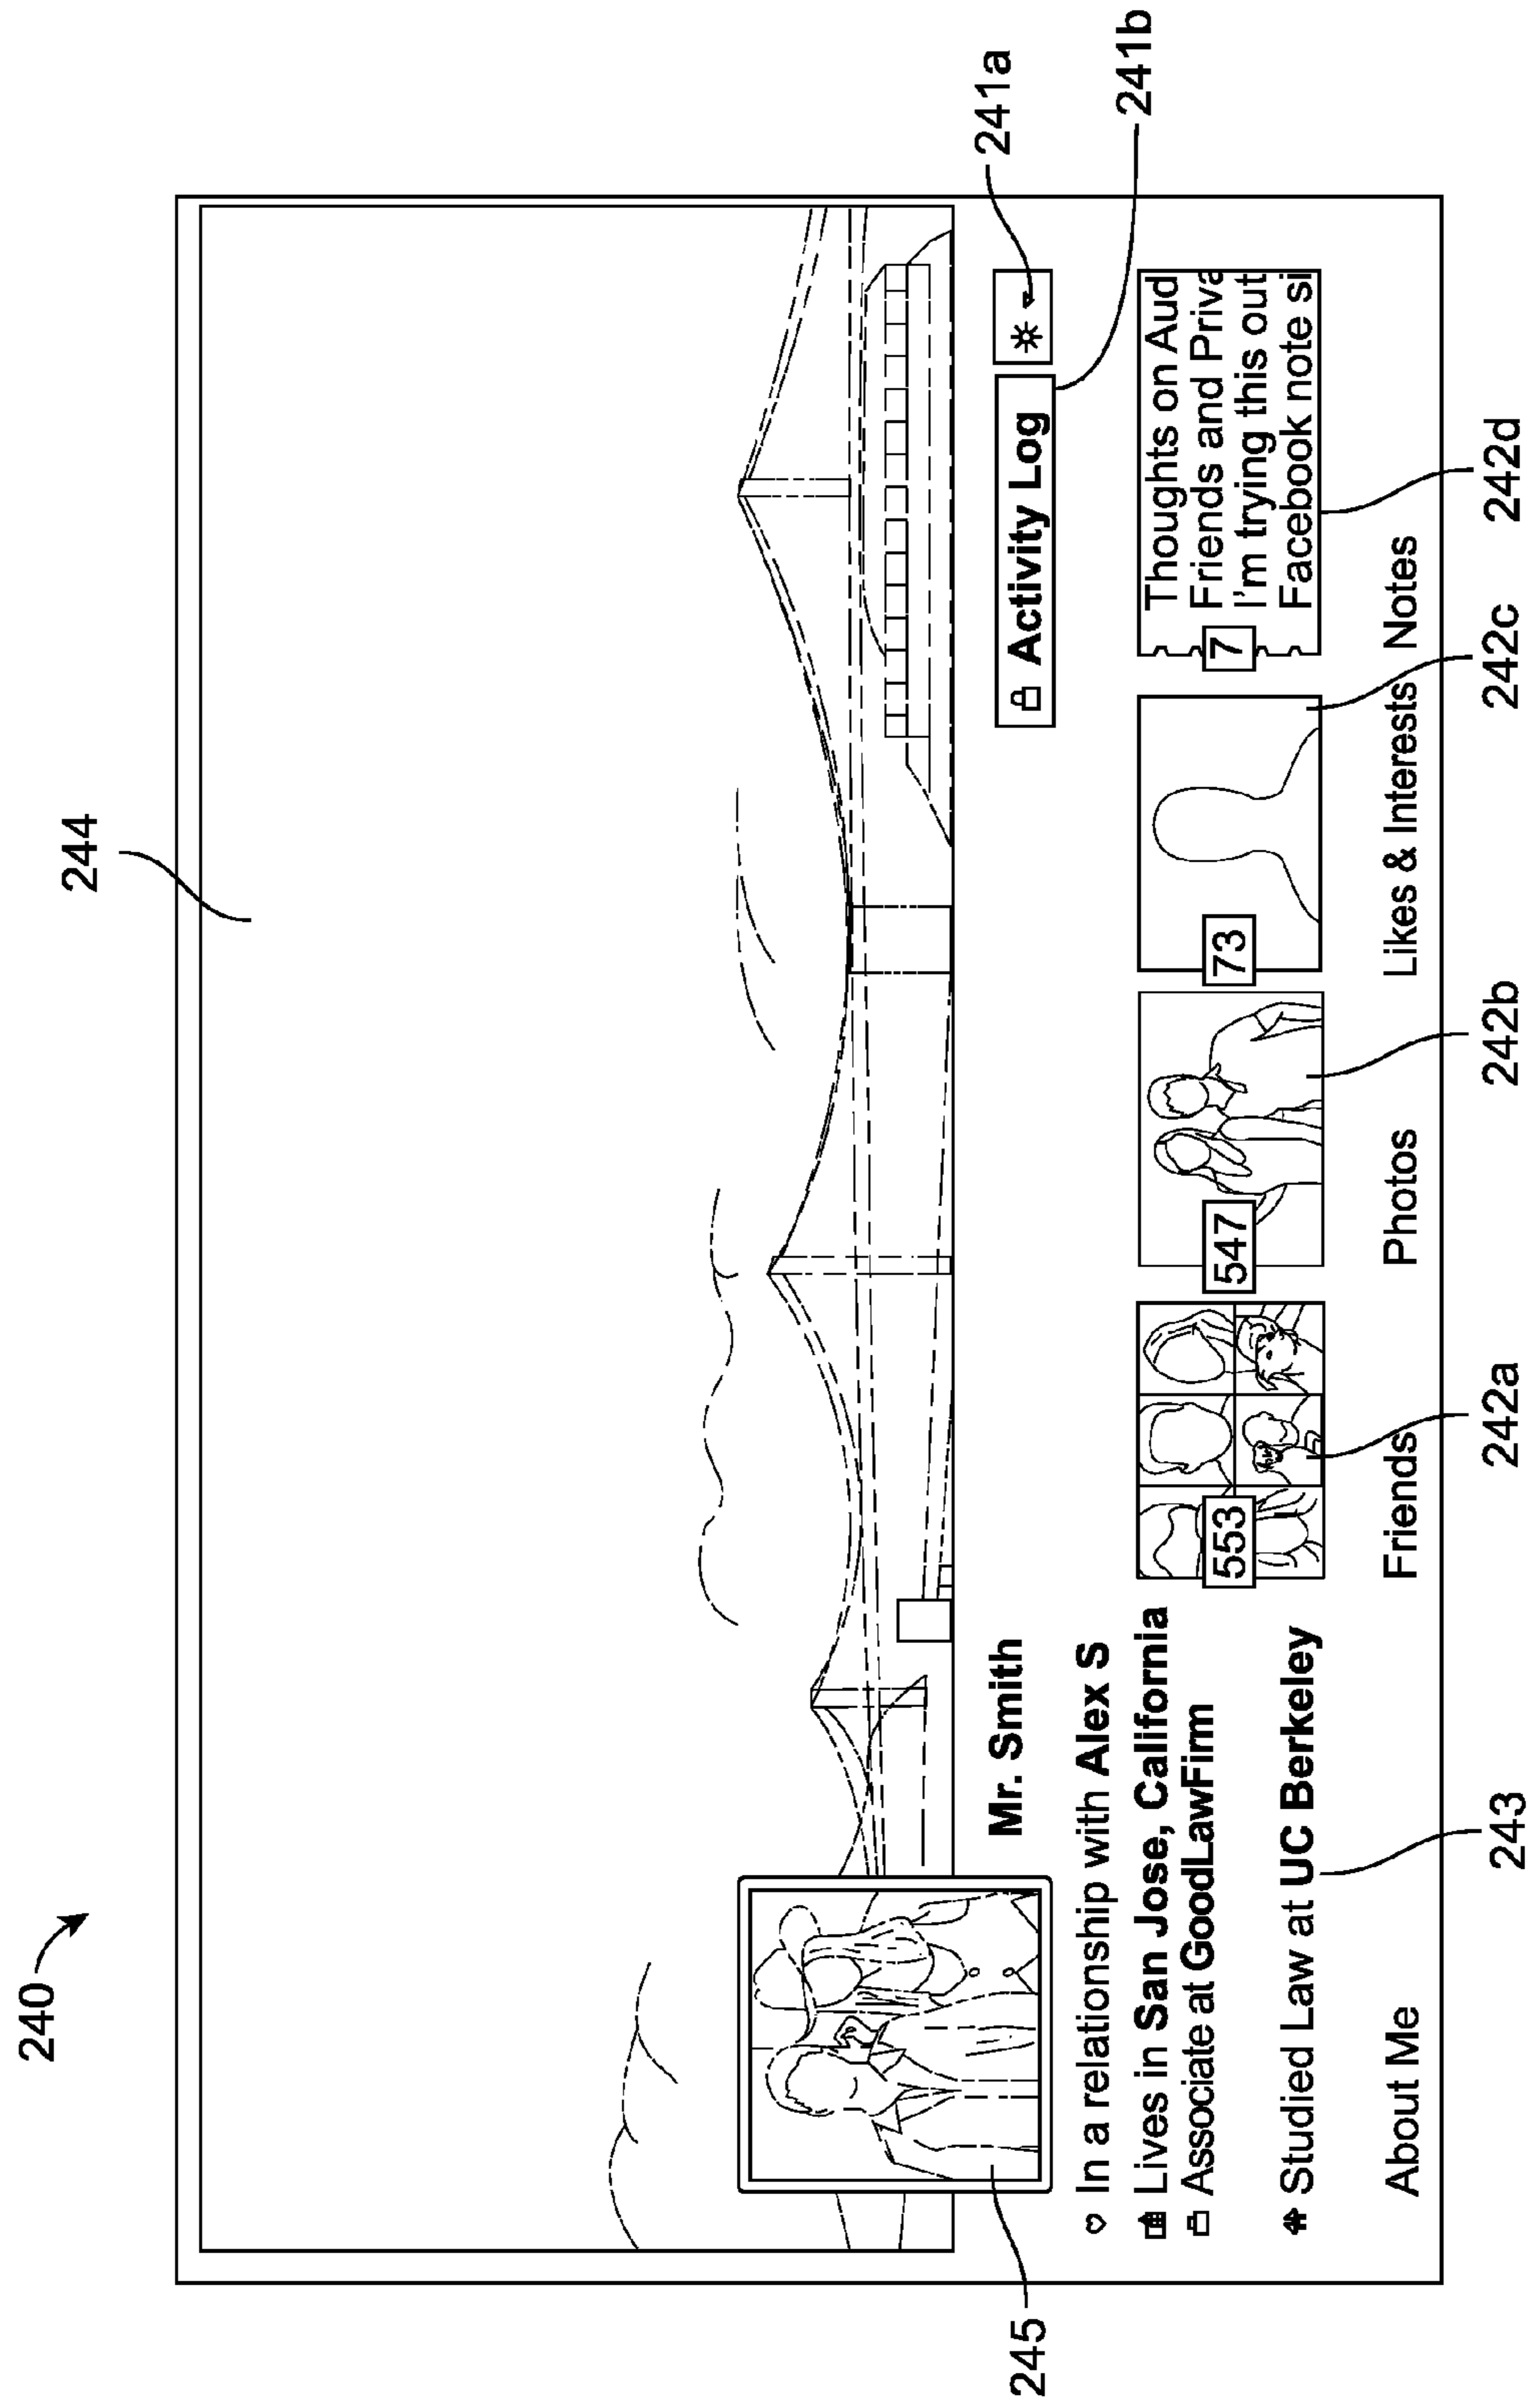 240
244
245
Mr. Smith
Activity Log
241a
241b
In a relationship with Alex S
Lives in San Jose, California
Associate at GoodLawFirm
Studied Law at UC Berkeley
About Me
243
553
Friends
242a
547
Photos
242b
73
Likes & Interests
242c
7
Thoughts on Aud
Friends and Priva
I'm trying this out
Facebook note si
Notes
242d